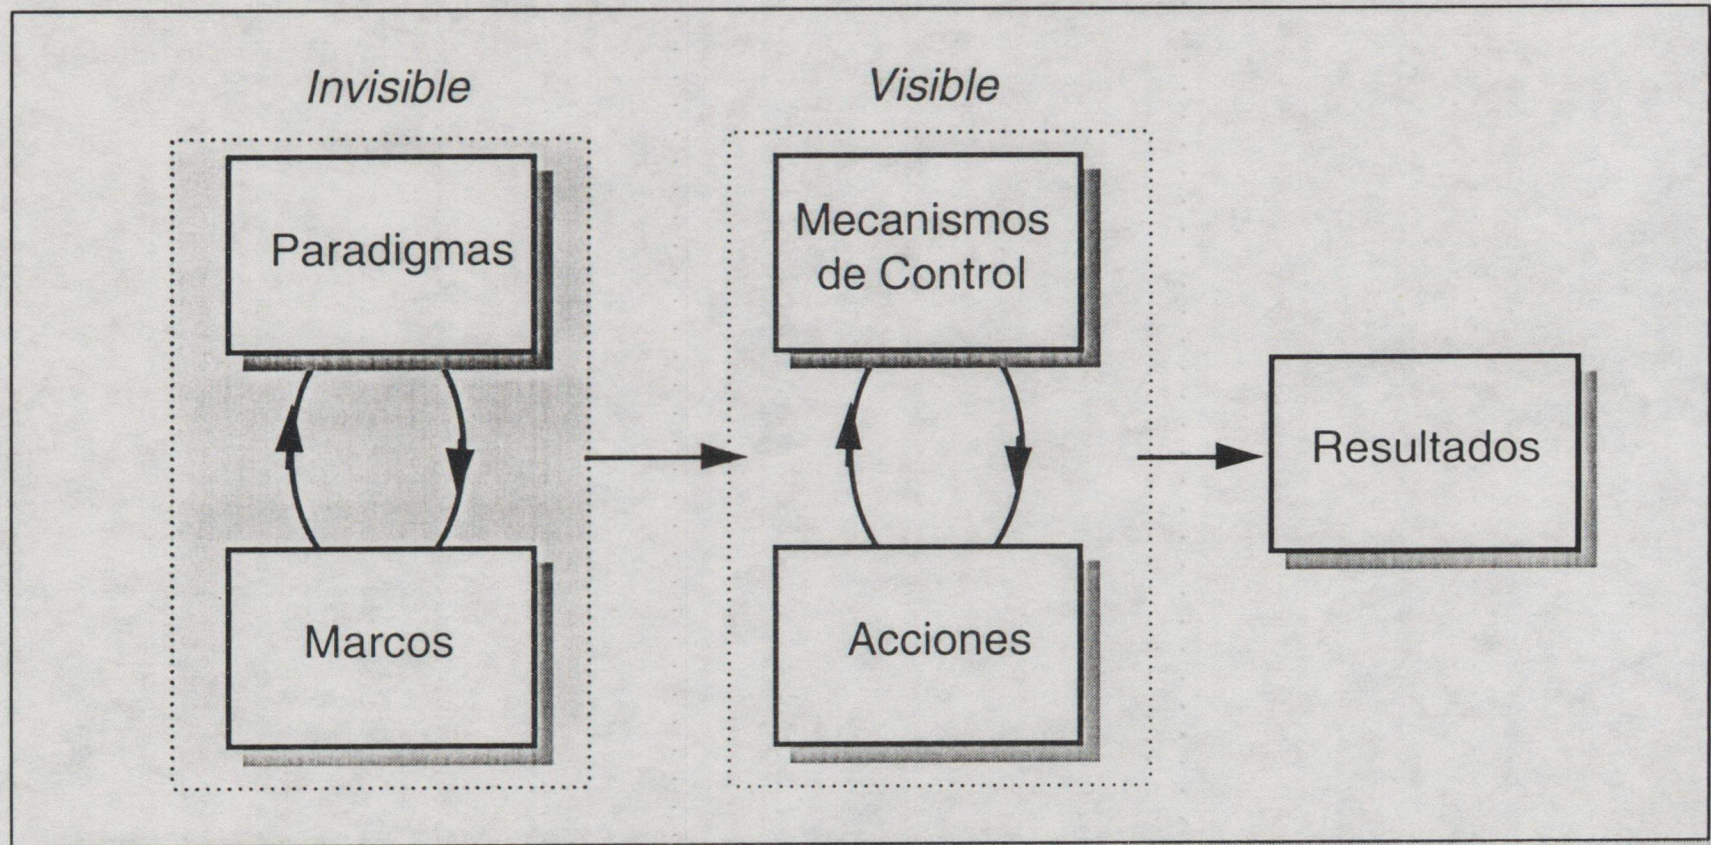 Invisible
Visible
Paradigmas
Mecanismos
de Control
Resultados
Marcos
Acciones